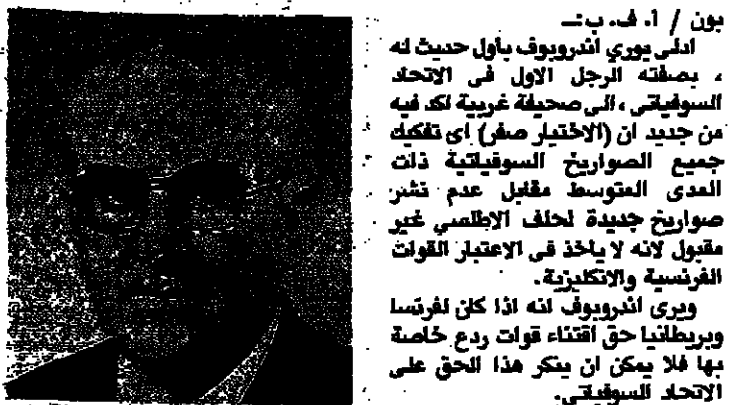 بون / أ. ف. ب :ــ
ادلى يوري اندروبوف بأول حديث له
، بصفته الرجل الاول في الاتحاد
السوفياتي ، الى صحيفة غربية اكد فيه
من جديد ان (الاختيار صفر) اي تفكيك
جميع الصواريخ السوفياتية ذات
المدى المتوسط مقابل عدم نشر
صواريخ جديدة لحلف الاطلسي غير
مقبول لانه لا ياخذ في الاعتبار القوات
الفرنسية والانكليزية.
ويرى اندروبوف انه اذا كان لفرنسا
وبريطانيا حق اقتناء قوات ردع خاصة
بها فلا يمكن ان ينكر هذا الحق على
الاتحاد السوفياتي.